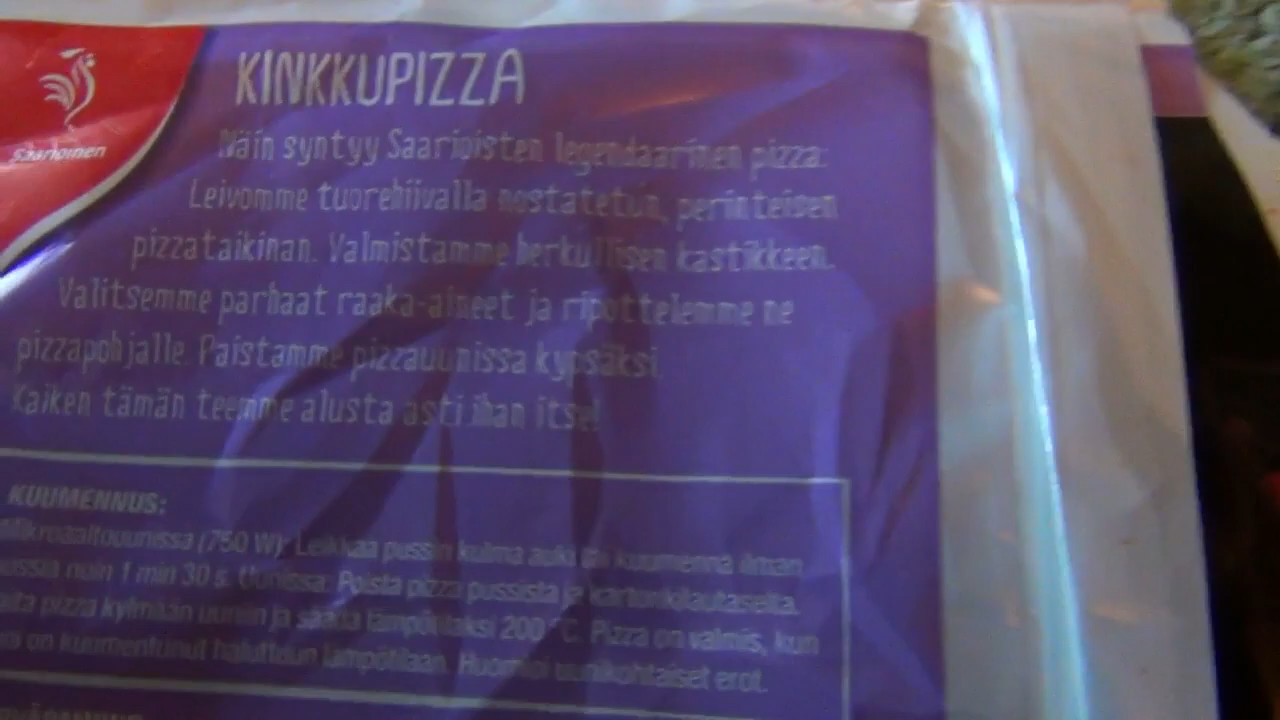 Saarioinen
KINKKUPIZZA
Näin syntyy Saarioisten legendaarinen pizza:
Leivomme tuorehiivalla nostatetun, perinteisen
pizzataikinan. Valmistamme herkullisen kastikkeen.
Valitsemme parhaat raaka-aineet ja ripottelemme ne
pizzapohjalle. Paistamme pizzauunissa kypsäksi.
Kaiken tämän teemme alusta asti ihan itse!
KUUMENNUS:
Mikroaaltouunissa (750 W): Leikkaa pussin kulma auki ja kuumenna ilman
noin 1 min 30 s. Uunissa: Poista pizza pussista ja kartonkilautaselta.
pizza kylmään uuniin ja säädä lämpötilaksi 200 °C. Pizza on valmis, kun
on kuumentunut haluttuun lämpötilaan. Huomioi uunikohtaiset erot.